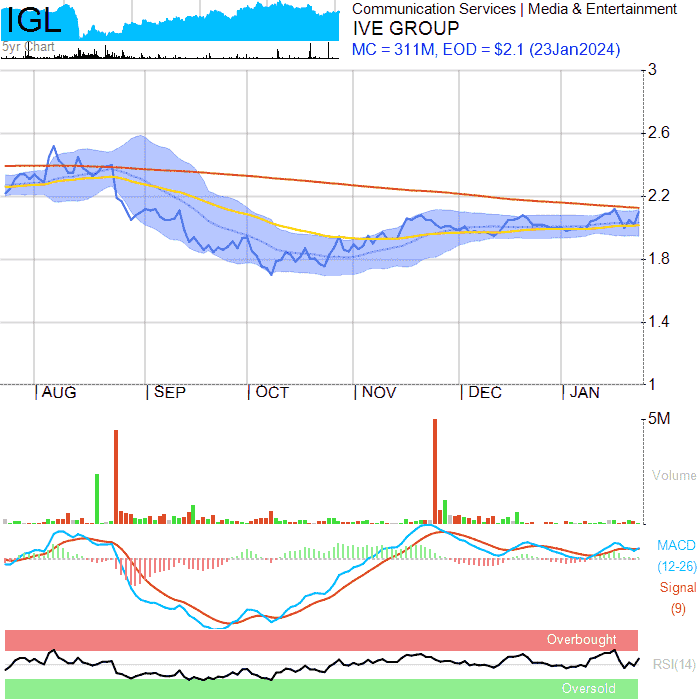 IGL
Communication Services | Media & Entertainment
IVE GROUP
5yr Chart
MC = 311M, EOD = $2.1 (23Jan2024)
3
2.6
2.2
1.8
1.4
1
AUG
SEP
OCT
NOV
DEC
JAN
5M
Volume
MACD
(12-26)
Signal
(9)
Overbought
RSI(14)
Oversold